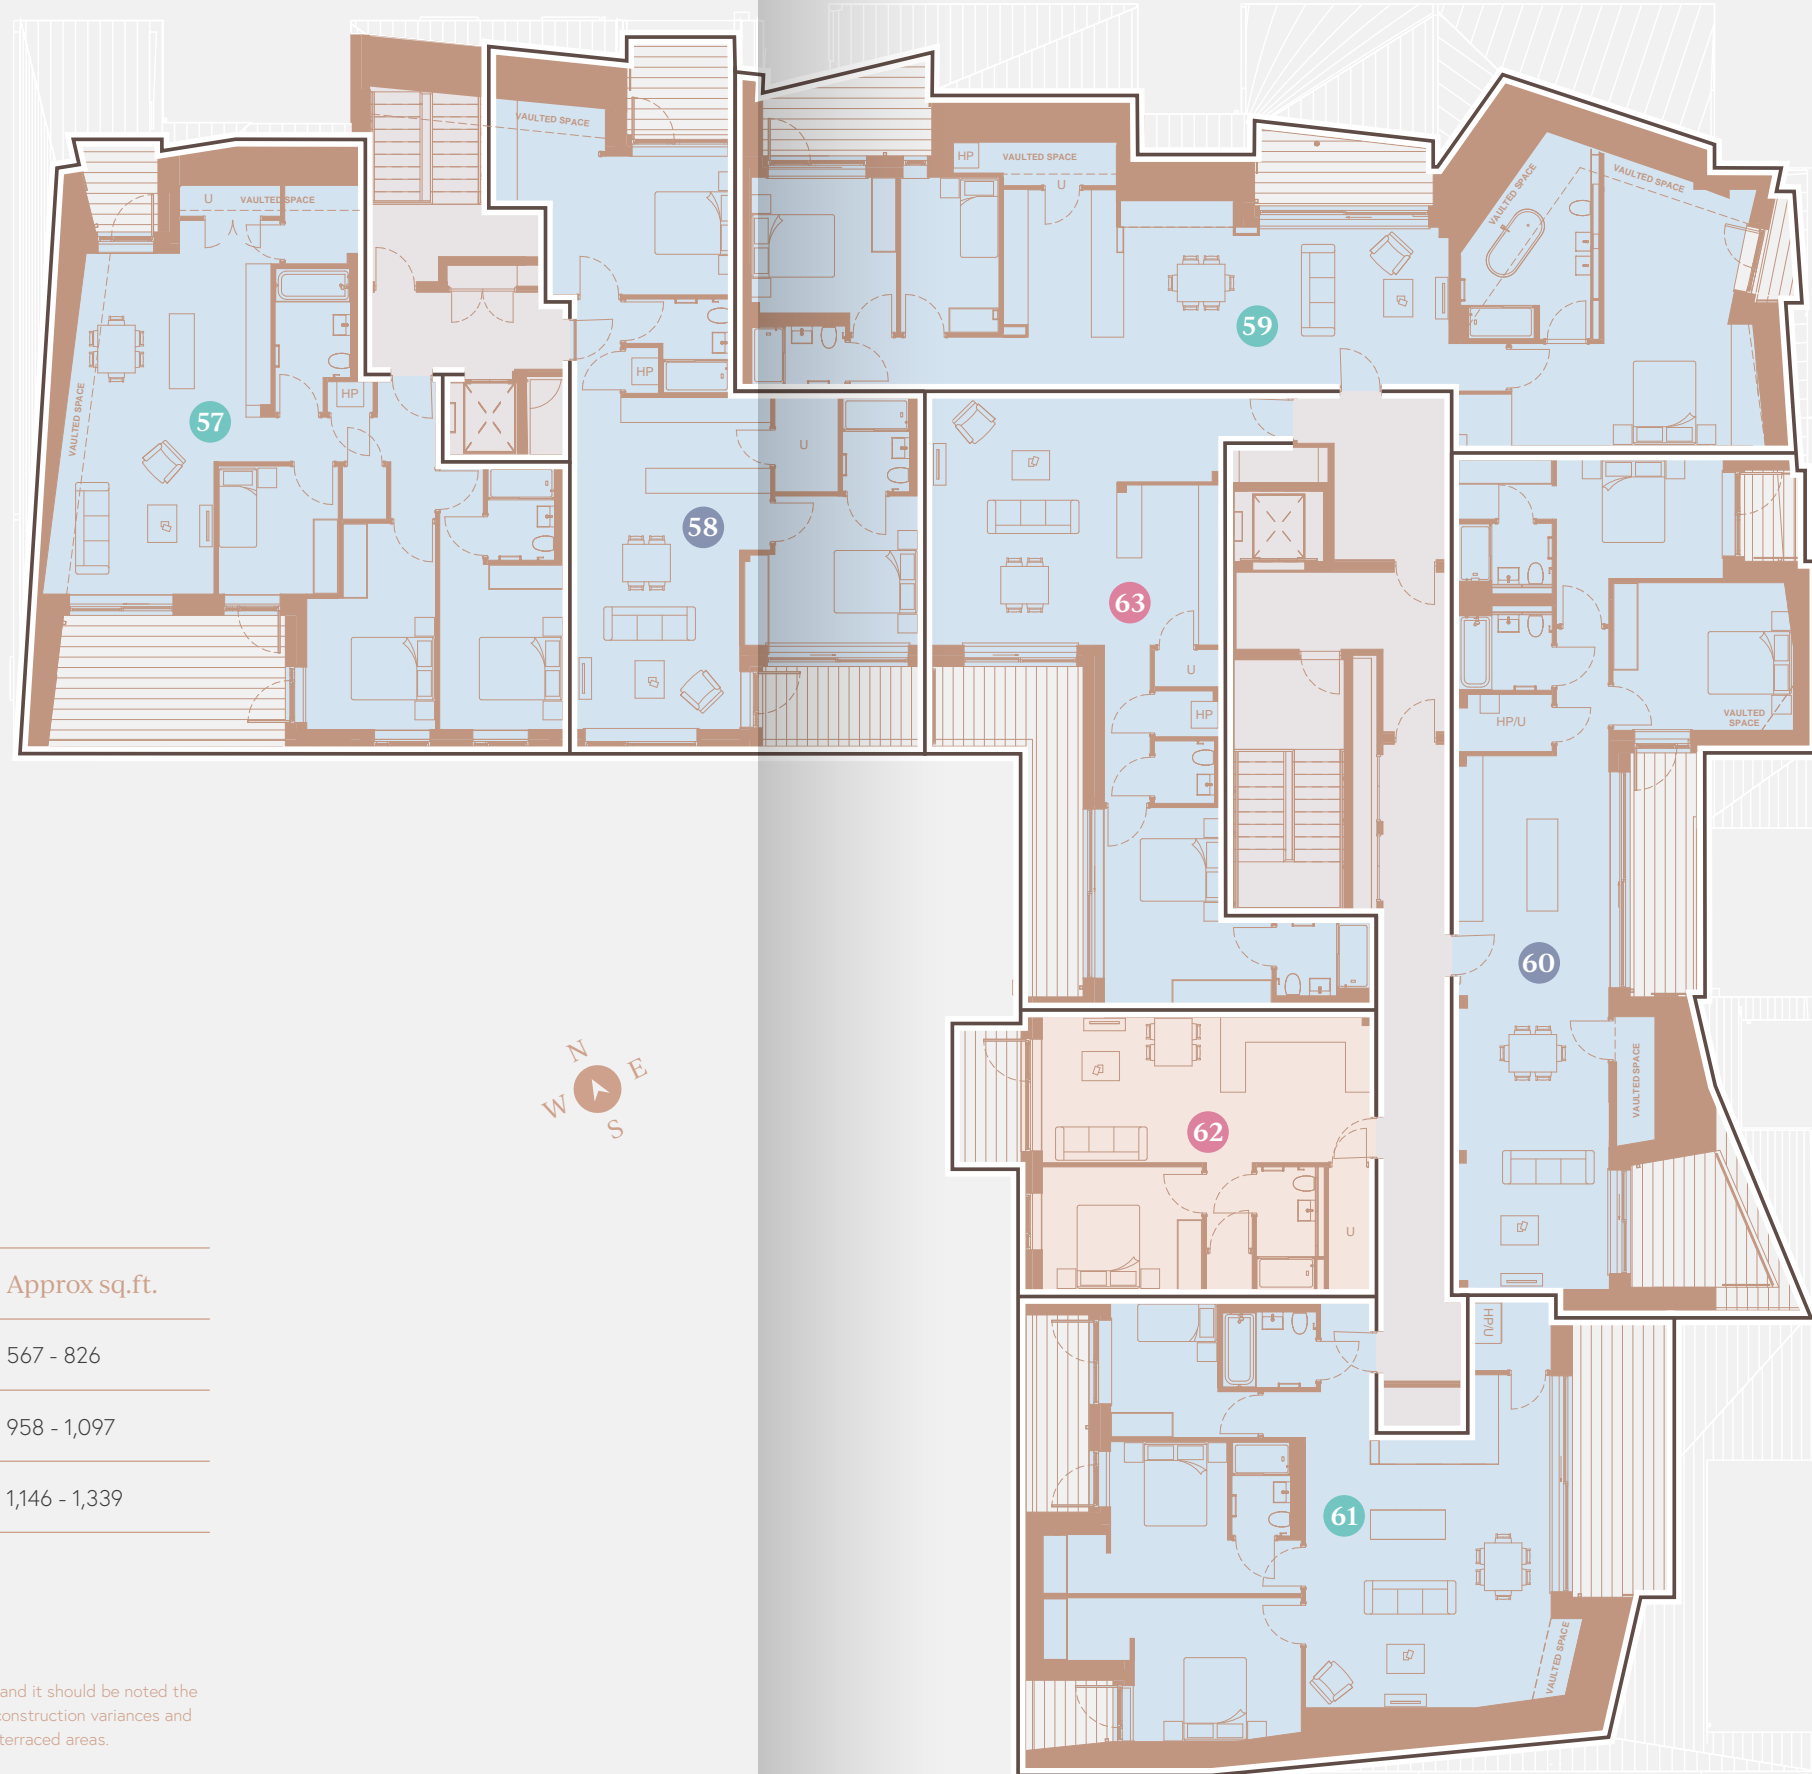 VAULTED SPACE
HP
VAULTED SPACE
U
VAULTED SPACE
VAULTED SPACE
U
VAULTED SPACE
59
HP
HP
VAULTED SPACE
57
U
58
63
U
HP
HP/U
VAULTED
SPACE
60
N
E
W
S
VAULTED SPACE
62
U
Approx sq.ft.
567 - 826
958 - 1,097
1,146 - 1,339
HP/U
61
VAULTED SPACE
and it should be noted the
construction variances and
terraced areas.